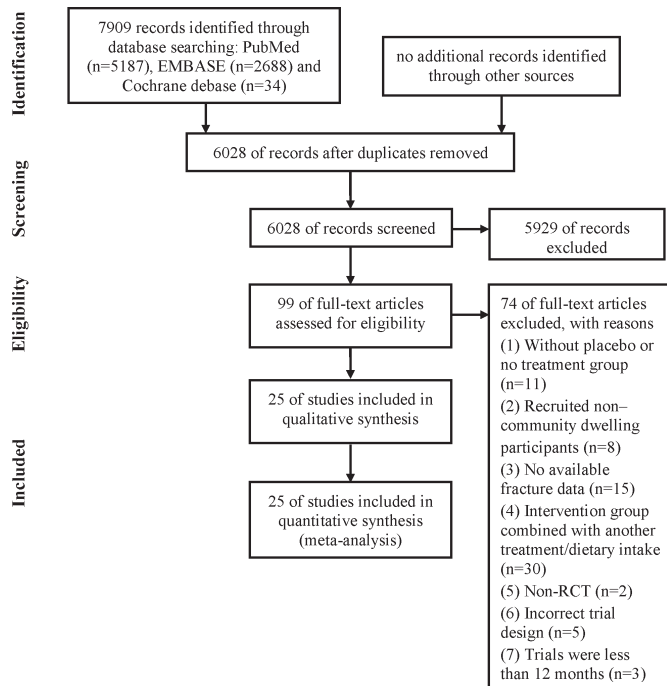 Identification
7909 records identified through
database searching: PubMed
(n=5187), EMBASE (n=2688) and
Cochrane debase (n=34)
no additional records identified
through other sources
6028 of records after duplicates removed
Screening
6028 of records screened
5929 of records
excluded
Eligibility
99 of full-text articles
assessed for eligibility
74 of full-text articles
excluded, with reasons
(1) Without placebo or
no treatment group
(n=11)
(2) Recruited non–
community dwelling
participants (n=8)
(3) No available
fracture data (n=15)
(4) Intervention group
combined with another
treatment/dietary intake
(n=30)
(5) Non-RCT (n=2)
(6) Incorrect trial
design (n=5)
(7) Trials were less
than 12 months (n=3)
Included
25 of studies included in
qualitative synthesis
25 of studies included in
quantitative synthesis
(meta-analysis)